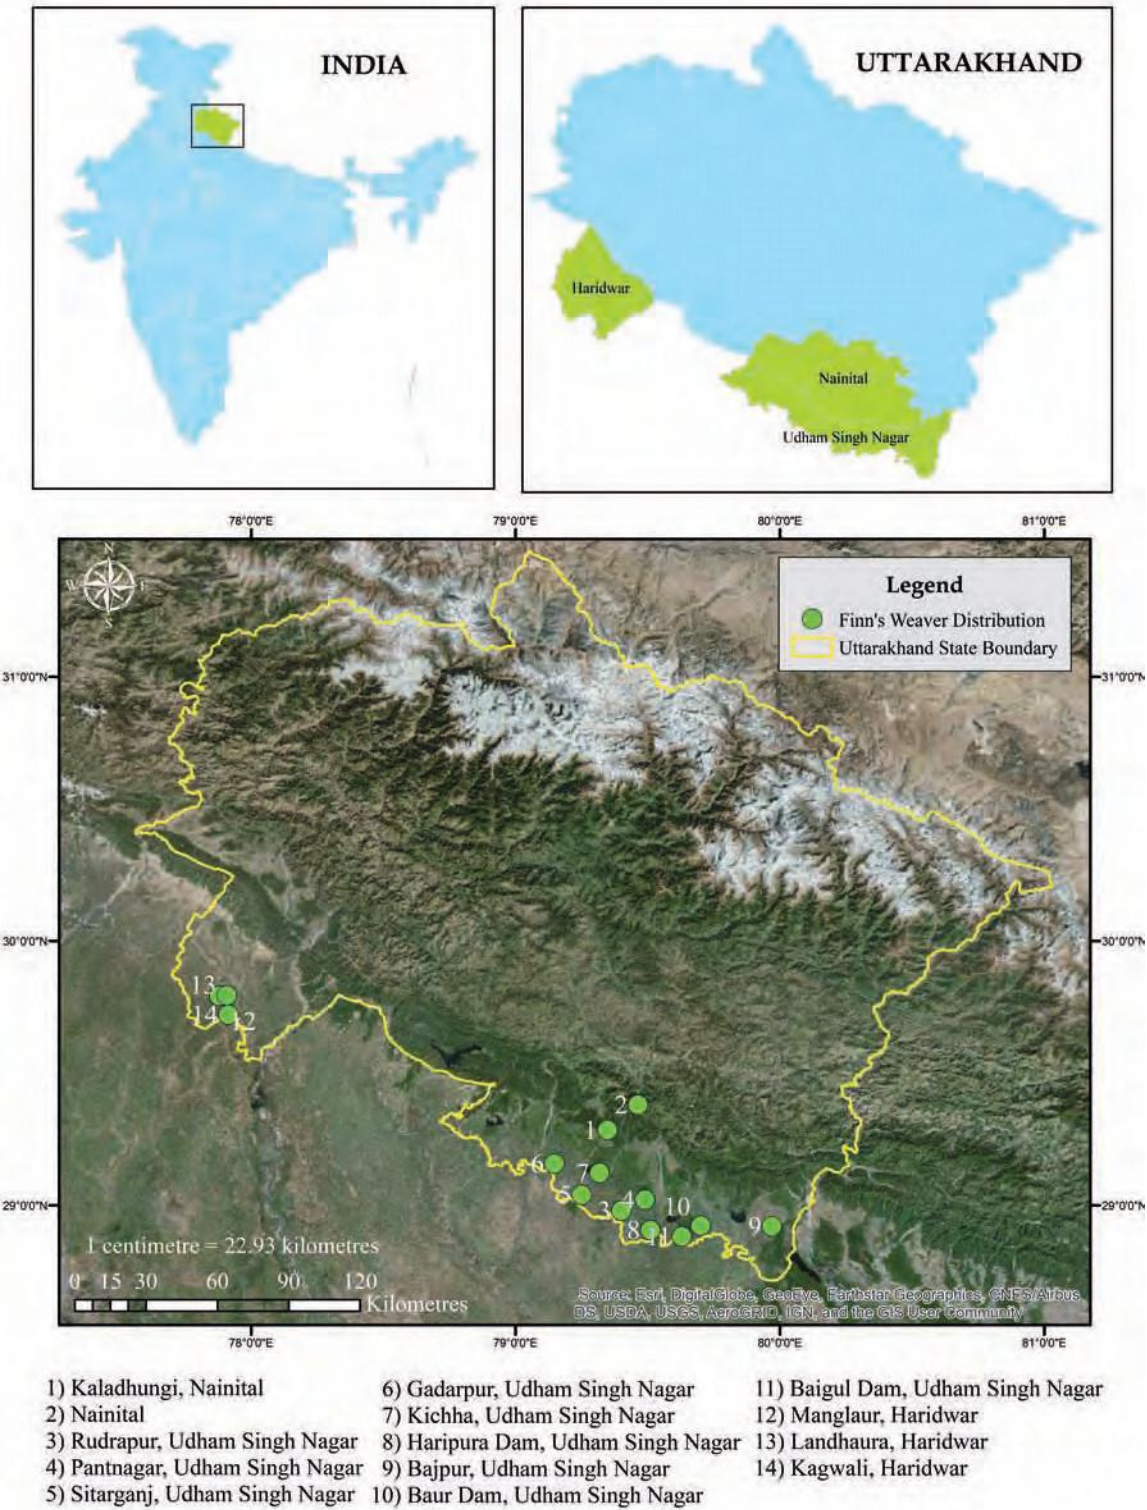 INDIA
UTTARAKHAND
Haridwar
Nainital
Udham Singh Nagar
78°0'0"E 79°0'0"E 80°0'0"E 81°0'0"E
N
W E
S
Legend
Finn's Weaver Distribution
Uttarakhand State Boundary
31°0'0"N 31°0'0"N
30°0'0"N 30°0'0"N
13
14 12
2
1
6 7
5 4 10
3 9
8 11
29°0'0"N 29°0'0"N
1 centimetre = 22.93 kilometres
0 15 30 60 90 120
Kilometres
Source: Esri, DigitalGlobe, GeoEye, Earthstar Geographics, CNES/Airbus
DS, USDA, USGS, AeroGRID, IGN, and the GIS User Community
78°0'0"E 79°0'0"E 80°0'0"E 81°0'0"E
1) Kaladhungi, Nainital
2) Nainital
3) Rudrapur, Udham Singh Nagar
4) Pantnagar, Udham Singh Nagar
5) Sitarganj, Udham Singh Nagar
6) Gadarpur, Udham Singh Nagar
7) Kichha, Udham Singh Nagar
8) Haripura Dam, Udham Singh Nagar
9) Bajpur, Udham Singh Nagar
10) Baur Dam, Udham Singh Nagar
11) Baigul Dam, Udham Singh Nagar
12) Manglaur, Haridwar
13) Landhaura, Haridwar
14) Kagwali, Haridwar